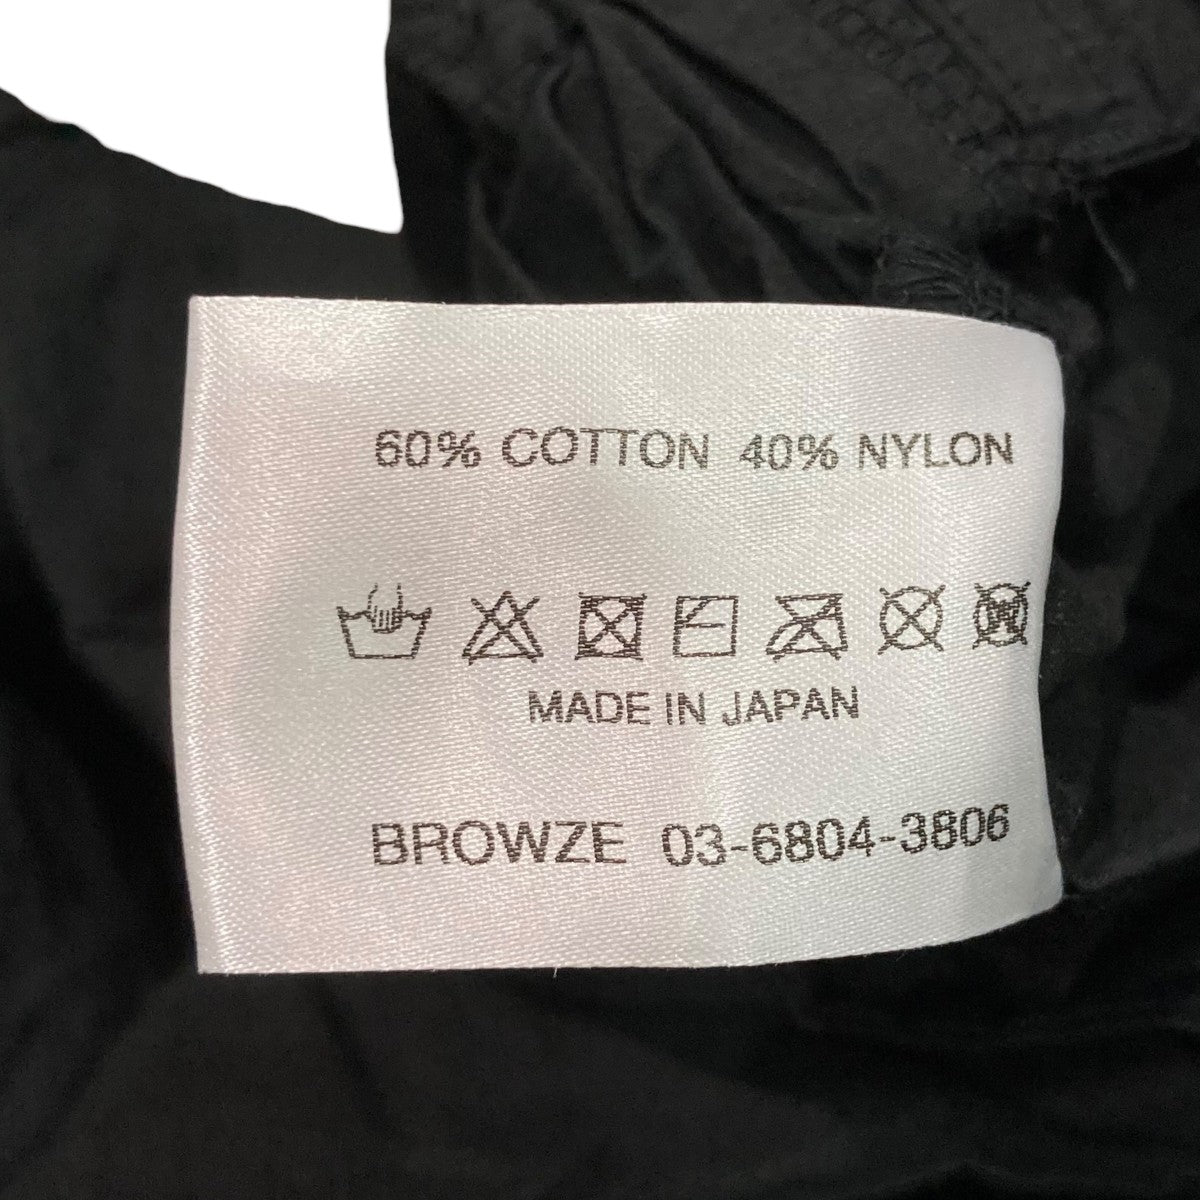 60% COTTON 40% NYLON
MADE IN JAPAN
BROWZE 03-6804-3806